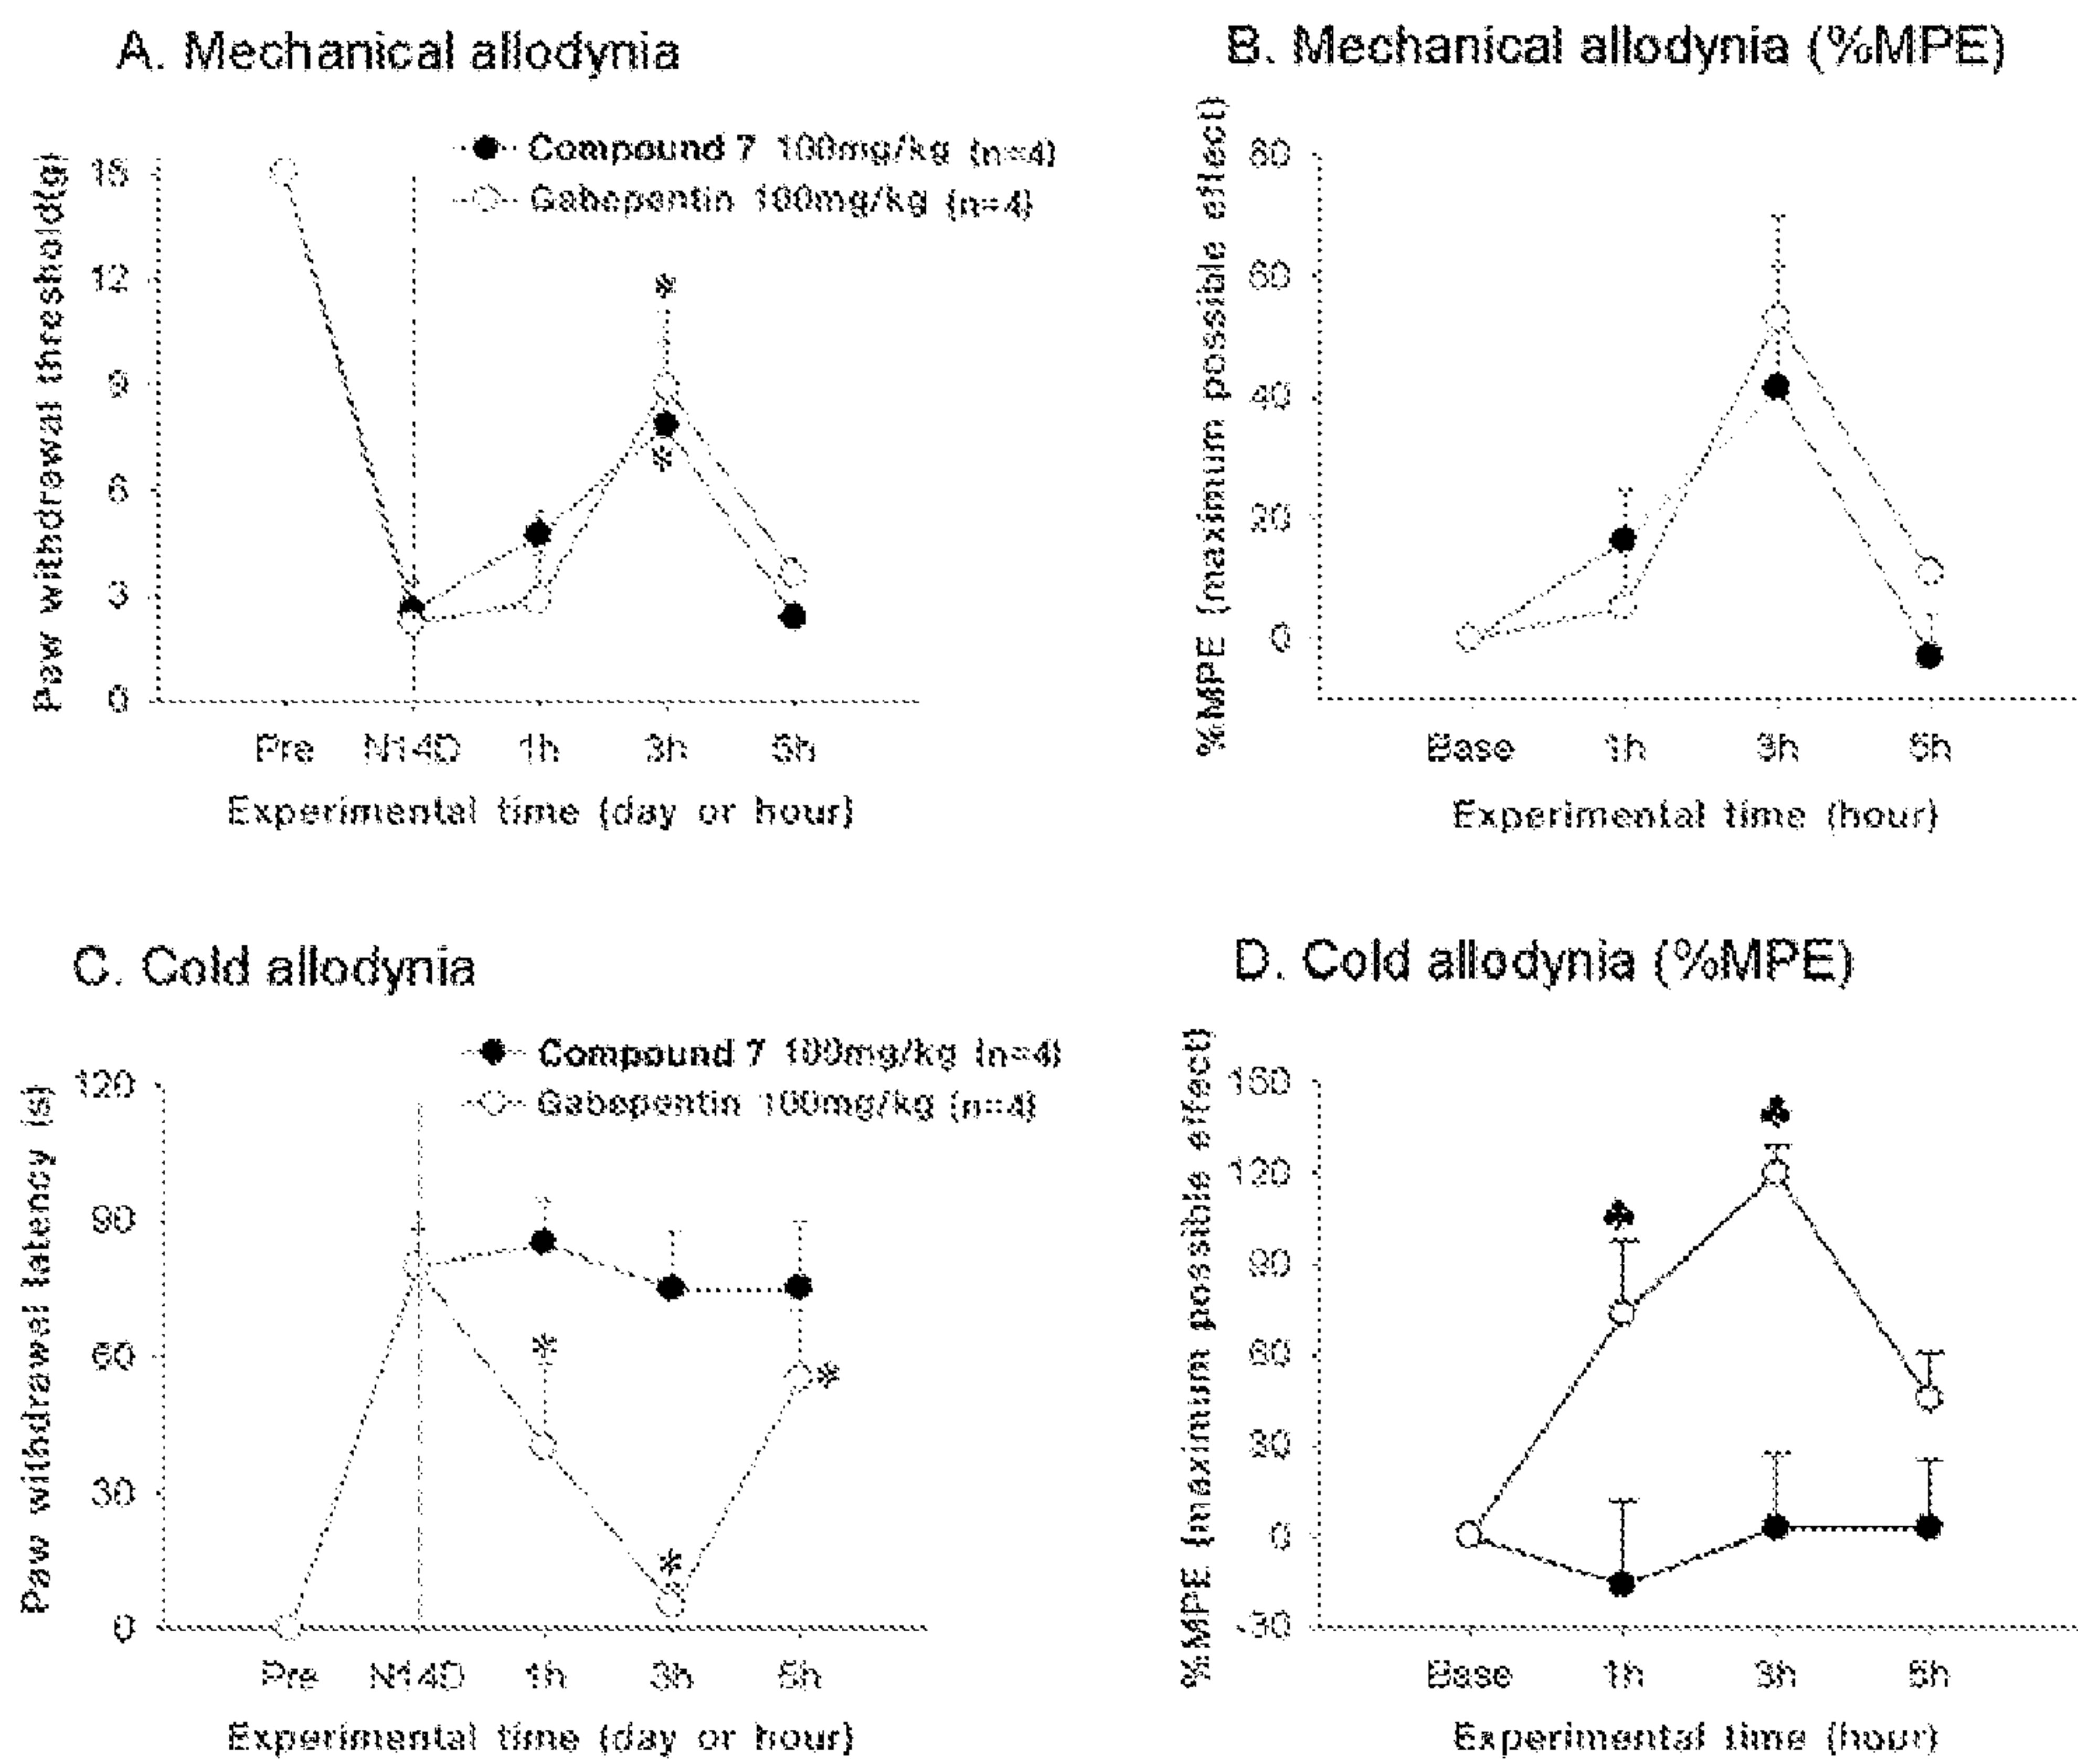 A. Mechanical allodynia
Compound 7 100mg/kg (n=4)
Gabepentin 100mg/kg (n=4)
Paw withdrawal threshold(g)
15
12
9
6
3
0
Pre N14D 1h 3h 5h
Experimental time (day or hour)
B. Mechanical allodynia (%MPE)
%MPE (maximum possible effect)
80
60
40
20
0
Base 1h 3h 5h
Experimental time (hour)
C. Cold allodynia
Compound 7 100mg/kg (n=4)
Gabepentin 100mg/kg (n=4)
Paw withdrawal latency (s)
120
90
60
30
0
Pre N14D 1h 3h 5h
Experimental time (day or hour)
D. Cold allodynia (%MPE)
%MPE (maximum possible effect)
150
120
90
60
30
0
-30
Base 1h 3h 5h
Experimental time (hour)